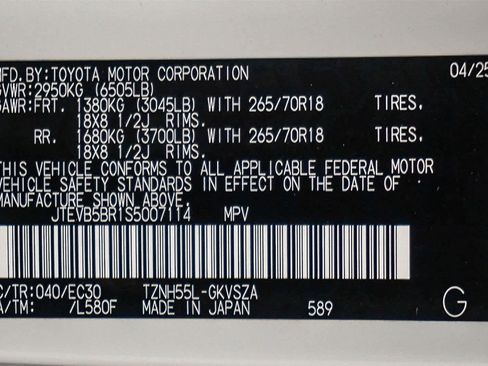 MFD.BY:TOYOTA MOTOR CORPORATION 04/25
GVWR:2950KG (6505LB)
GAWR:FRT. 1380KG (3045LB) WITH 265/70R18 TIRES.
18X8 1/2J RIMS.
RR. 1680KG (3700LB) WITH 265/70R18 TIRES.
18X8 1/2J RIMS.
THIS VEHICLE CONFORMS TO ALL APPLICABLE FEDERAL MOTOR
VEHICLE SAFETY STANDARDS IN EFFECT ON THE DATE OF
MANUFACTURE SHOWN ABOVE.
JTEVB5BR1S5007114 MPV
C/TR:040/EC30 TZNH55L-GKVSZA
A/TM: /L580F MADE IN JAPAN 589 G